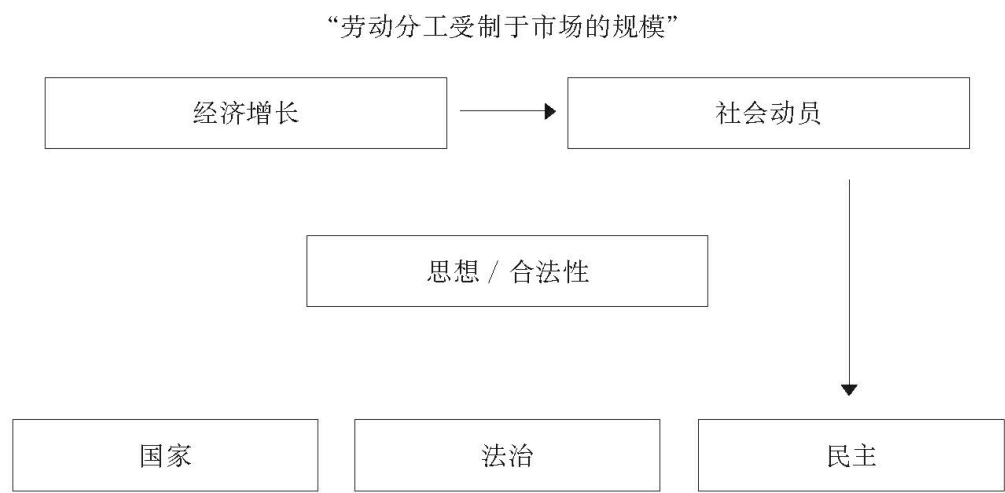 “劳动分工受制于市场的规模”
经济增长
社会动员
思想 / 合法性
国家
法治
民主